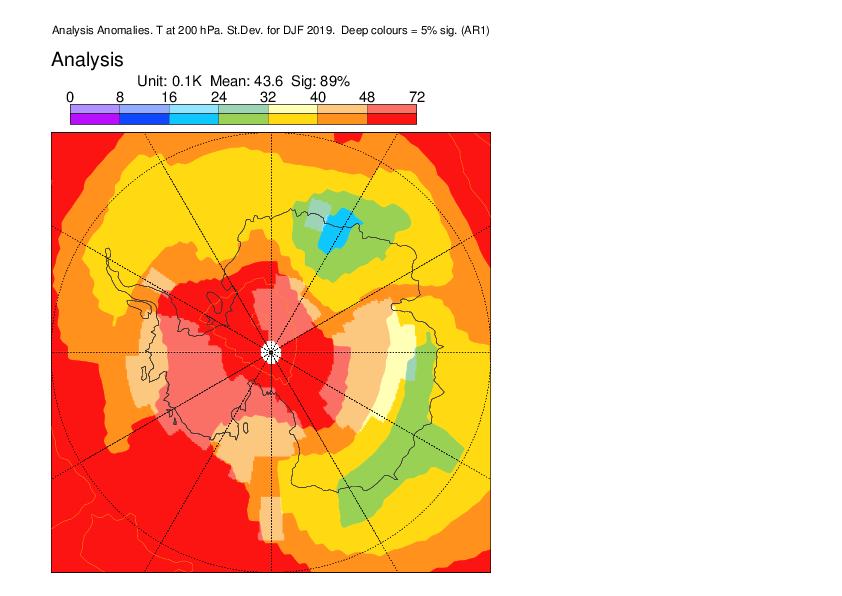 Analysis Anomalies. T at 200 hPa. St.Dev. for DJF 2019.  Deep colours = 5% sig. (AR1)
Analysis
Unit: 0.1K  Mean: 43.6  Sig: 89%
0 8 16 24 32 40 48 72